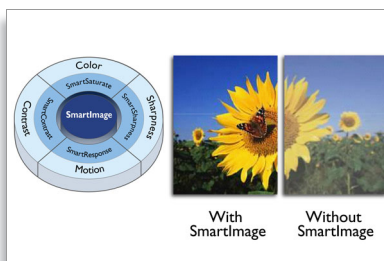 Color
SmartSaturate
Contrast
SmartContrast
SmartImage
SmartSharpness
Sharpness
SmartResponse
Motion
With
SmartImage
Without
SmartImage